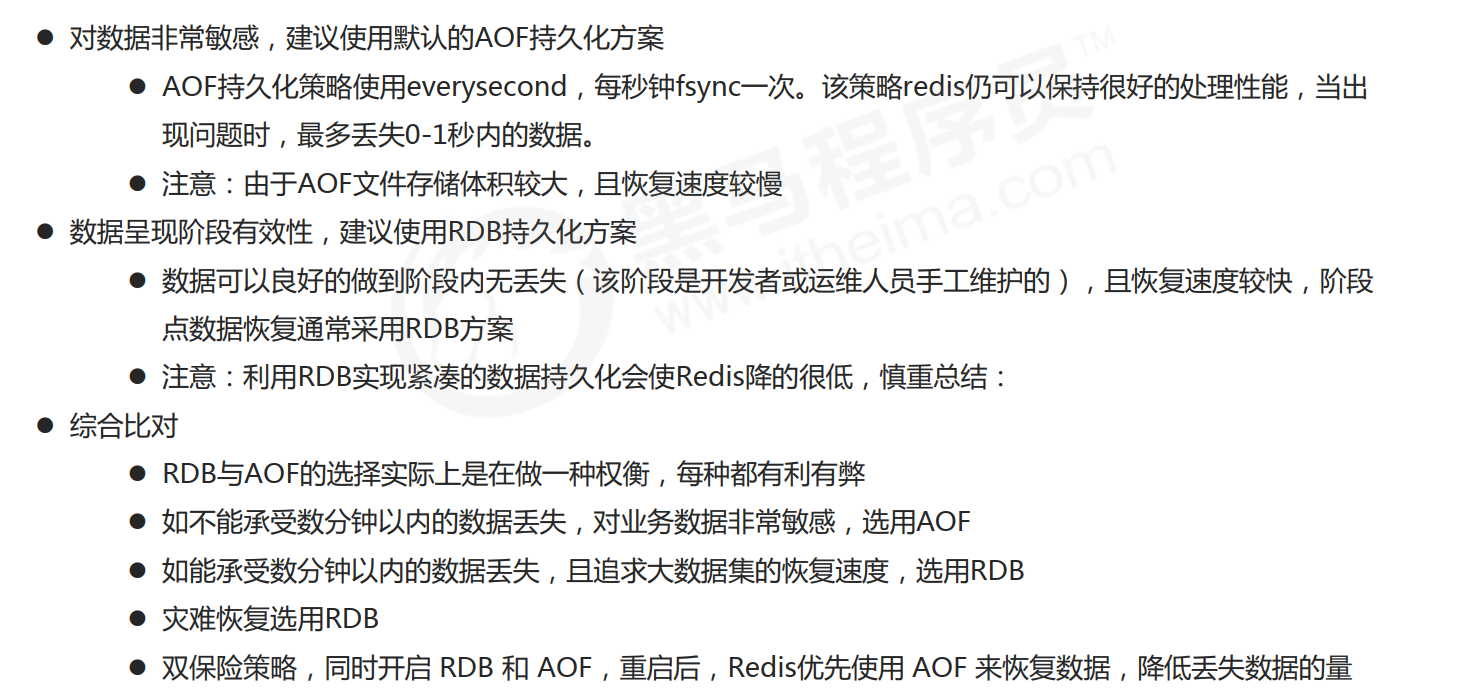 ● 对数据非常敏感，建议使用默认的AOF持久化方案
● AOF持久化策略使用everysecond，每秒钟fsync一次。该策略redis仍可以保持很好的处理性能，当出
现问题时，最多丢失0-1秒内的数据。
● 注意：由于AOF文件存储体积较大，且恢复速度较慢
● 数据呈现阶段有效性，建议使用RDB持久化方案
● 数据可以良好的做到阶段内无丢失（该阶段是开发者或运维人员手工维护的），且恢复速度较快，阶段
点数据恢复通常采用RDB方案
● 注意：利用RDB实现紧凑的数据持久化会使Redis降的很低，慎重总结：
● 综合比对
● RDB与AOF的选择实际上是在做一种权衡，每种都有利有弊
● 如不能承受数分钟以内的数据丢失，对业务数据非常敏感，选用AOF
● 如能承受数分钟以内的数据丢失，且追求大数据集的恢复速度，选用RDB
● 灾难恢复选用RDB
● 双保险策略，同时开启 RDB 和 AOF，重启后，Redis优先使用 AOF 来恢复数据，降低丢失数据的量
黑马程序员™
www.itheima.com